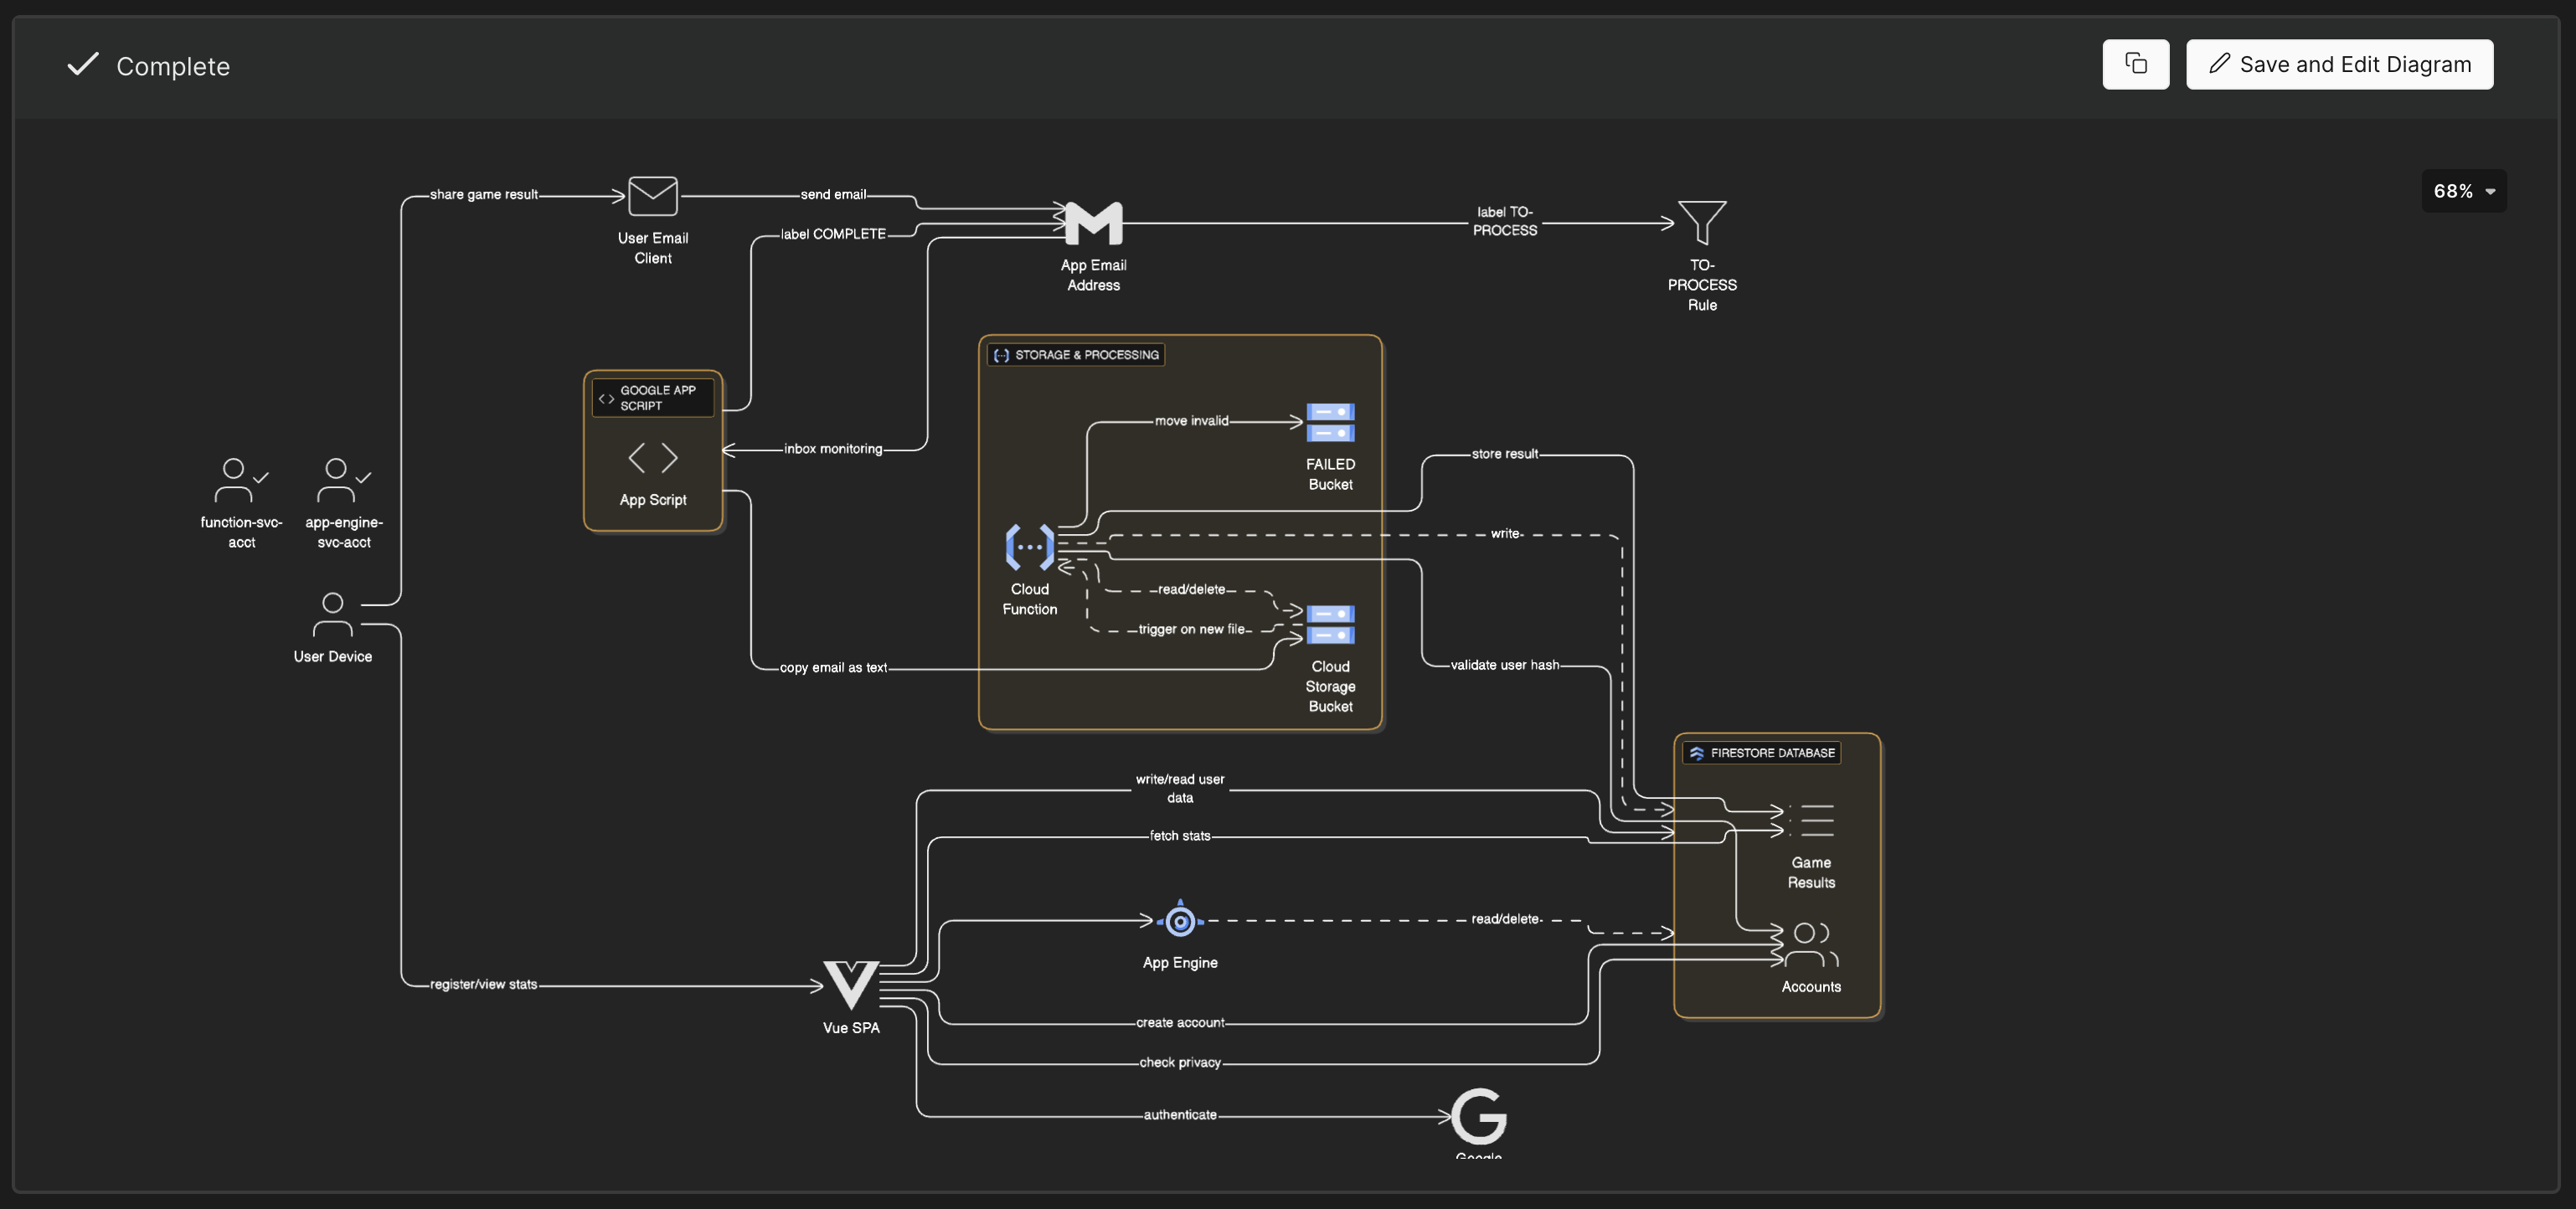 Complete
Save and Edit Diagram
68%
share game result
User Email
Client
send email
label COMPLETE
App Email
Address
label TO-
PROCESS
TO-
PROCESS
Rule
GOOGLE APP
SCRIPT
App Script
inbox monitoring
copy email as text
STORAGE & PROCESSING
move invalid
FAILED
Bucket
Cloud
Function
read/delete
trigger on new file
Cloud
Storage
Bucket
store result
write
validate user hash
function-svc-
acct
app-engine-
svc-acct
User Device
FIRESTORE DATABASE
Game
Results
Accounts
write/read user
data
fetch stats
App Engine
read/delete
register/view stats
Vue SPA
create account
check privacy
authenticate
Google